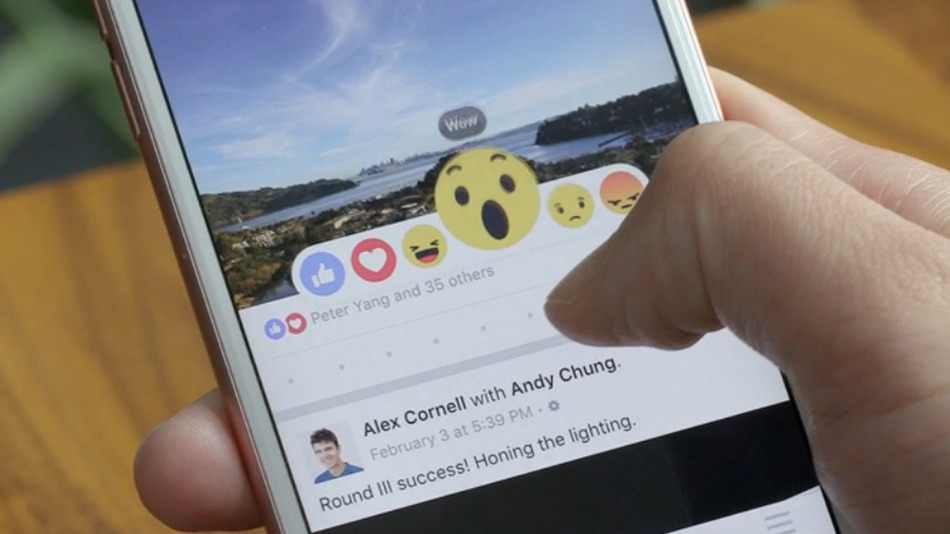 Wow
Peter Yang and 35 others
Alex Cornell with Andy Chung.
February 3 at 5:39 PM ·
Round III success! Honing the lighting.